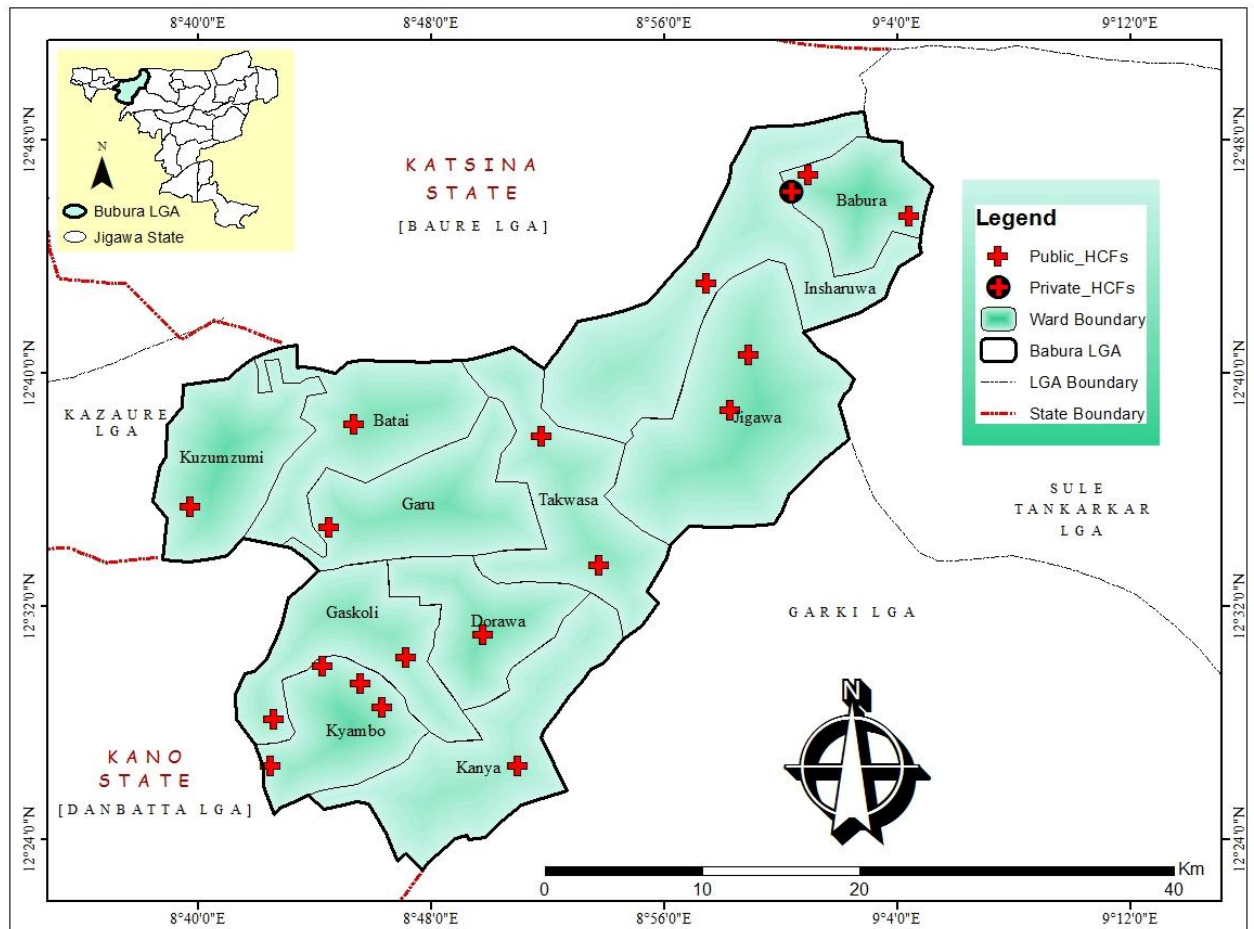 8°40'0"E 8°48'0"E 8°56'0"E 9°4'0"E 9°12'0"E
12°48'0"N
12°40'0"N
12°32'0"N
12°24'0"N
N
Bubura LGA
Jigawa State
KATSINA
STATE
[BAURE LGA]
Babura
Insharuwa
Legend
Public_HCFs
Private_HCFs
Ward Boundary
Babura LGA
LGA Boundary
State Boundary
12°48'0"N
12°40'0"N
12°32'0"N
12°24'0"N
KAZAURE
LGA
Batai
Kuzumzumi
Garu
Takwasa
Jigawa
SULE
TANKARKAR
LGA
Gaskoli
Dorawa
GARKI LGA
Kyambo
Kanya
KANO
STATE
[DANBATTA LGA]
N
Km
0 10 20 40
8°40'0"E 8°48'0"E 8°56'0"E 9°4'0"E 9°12'0"E